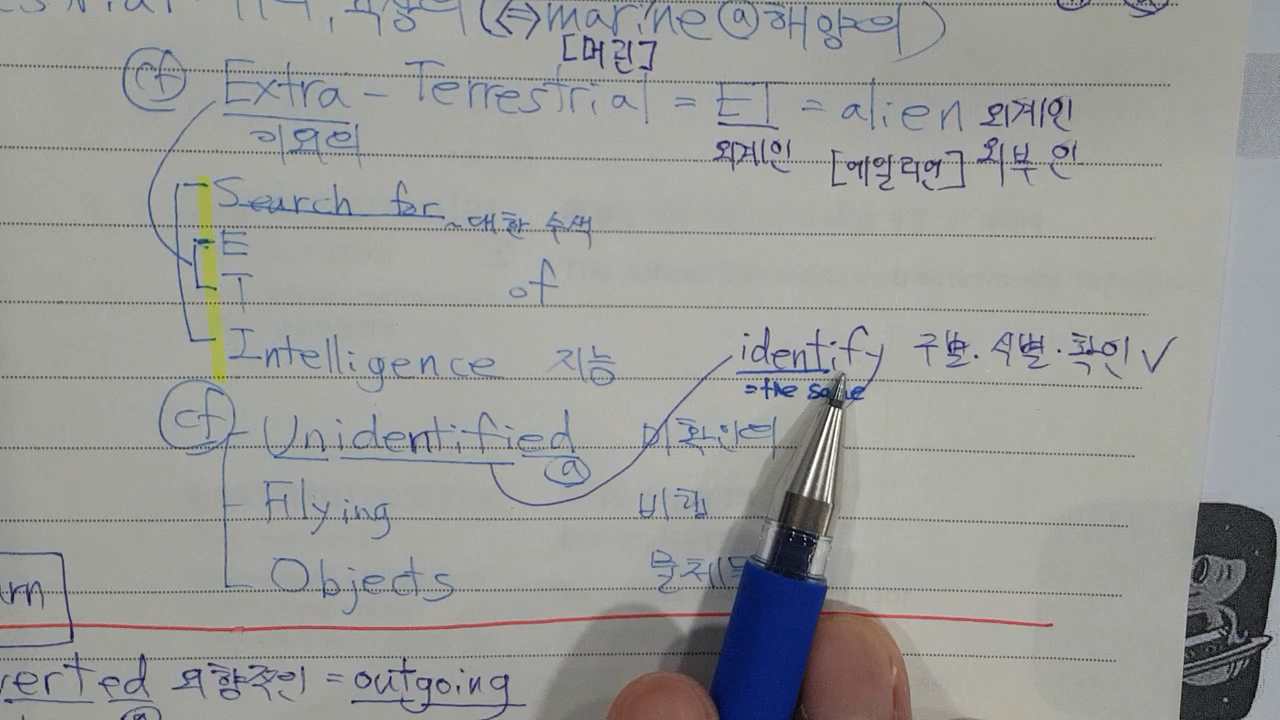 (⇔marine ⓐ 해양의)
[머린]
cf Extra-Terrestrial = ET = alien 외계인
이외의 외계인 [에일리언] 외부인
Search for ~대한 수색
E
T of
Intelligence 지능
identify 구별.식별.확인✓
=the same
cf Unidentified 미확인의
ⓐ
Flying 비행
Objects 물체
verted 외향적인 = outgoing
ⓐ